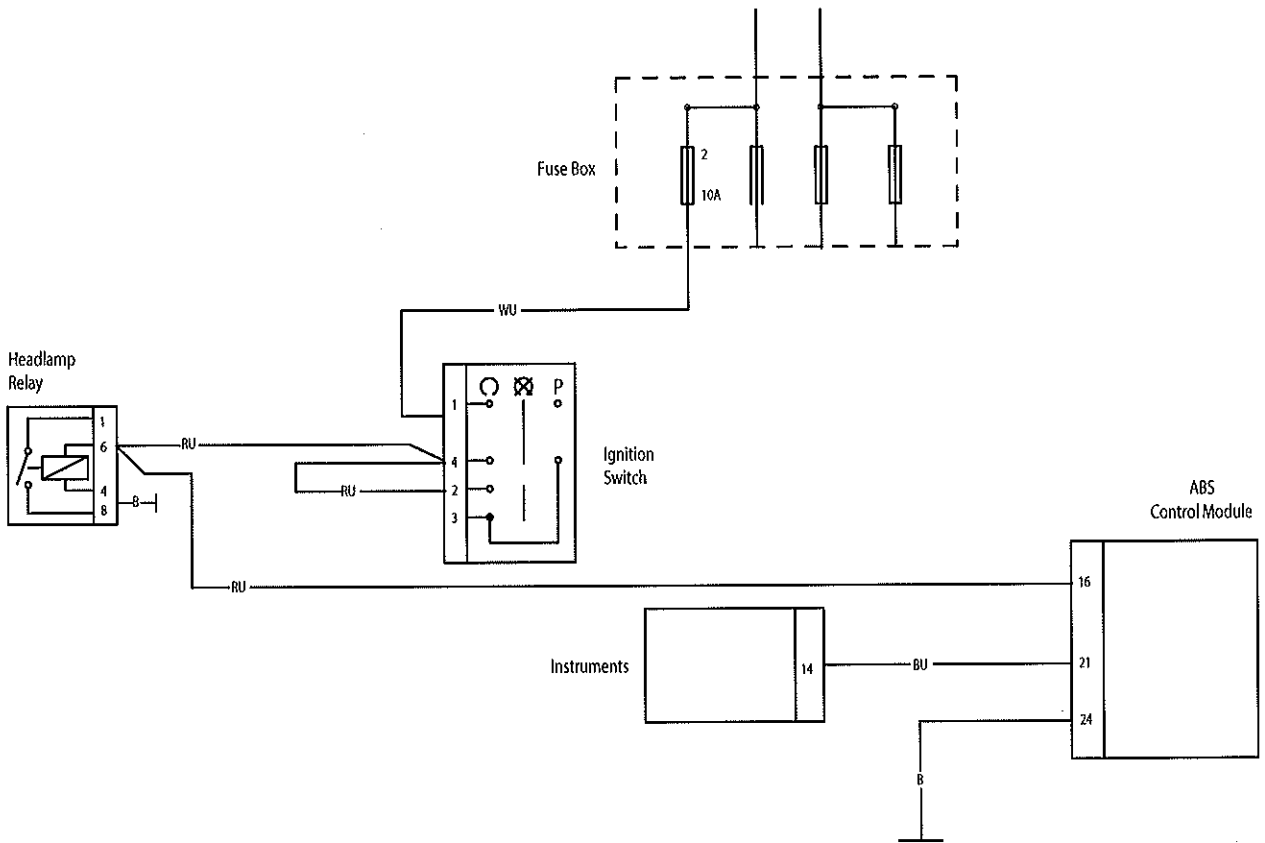 Fuse Box
2
10A
WU
Headlamp
Relay
1
6
4
8
RU
B
RU
1
4
2
3
P
Ignition
Switch
RU
ABS
Control Module
16
21
24
Instruments
14
BU
B